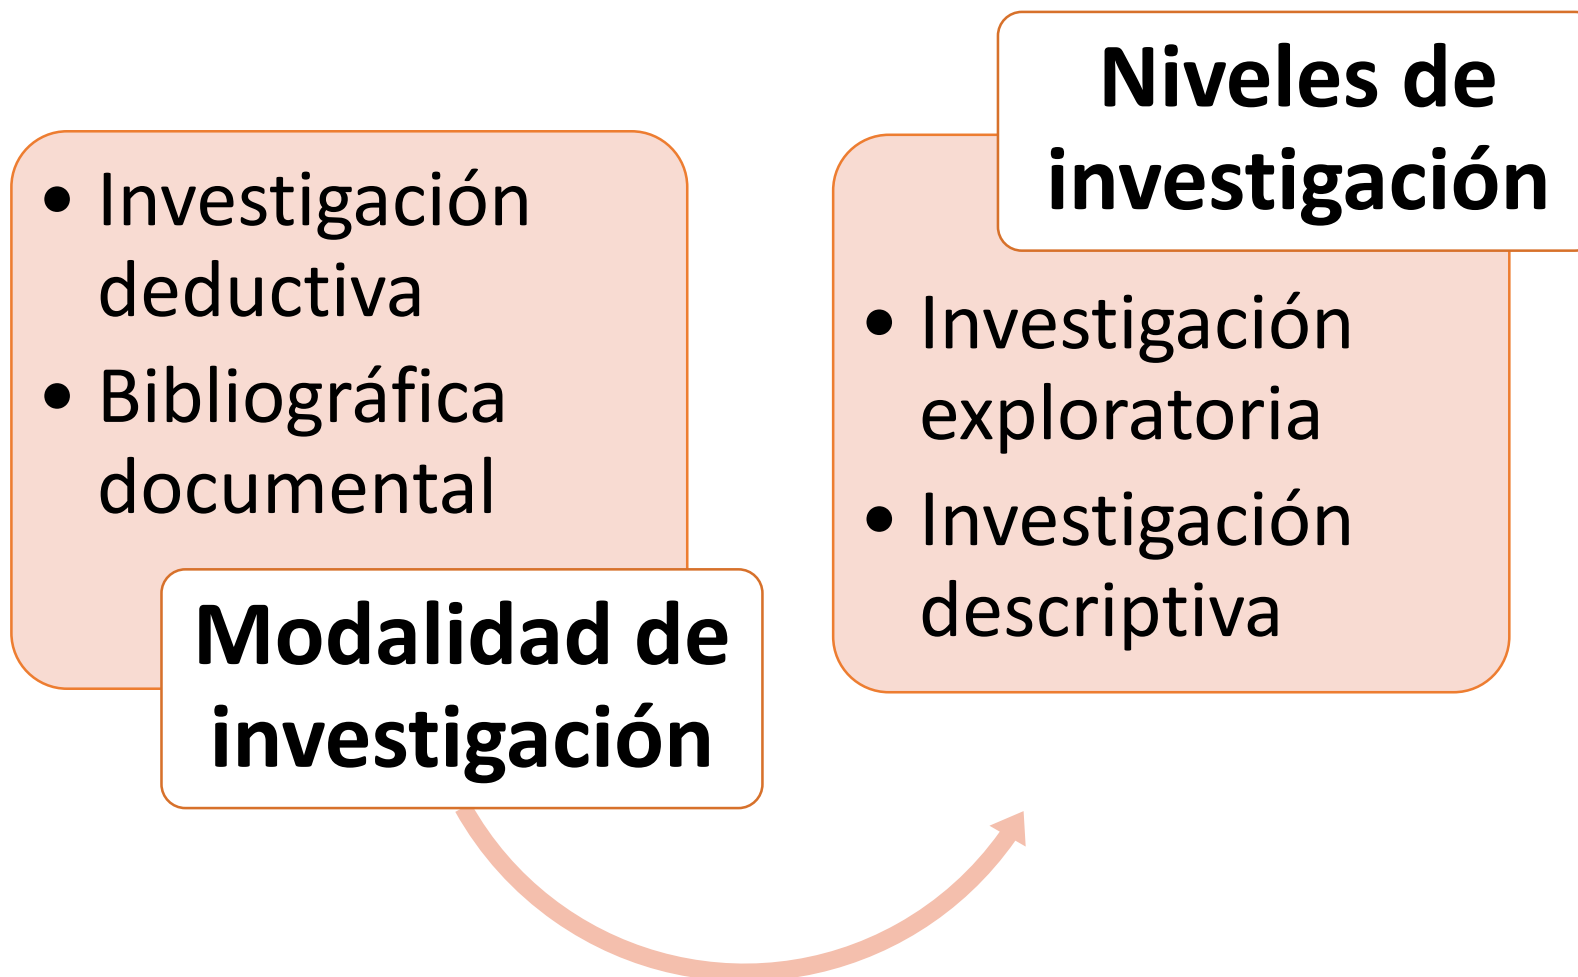 • Investigación
deductiva
• Bibliográfica
documental
Modalidad de
investigación
Niveles de
investigación
• Investigación
exploratoria
• Investigación
descriptiva